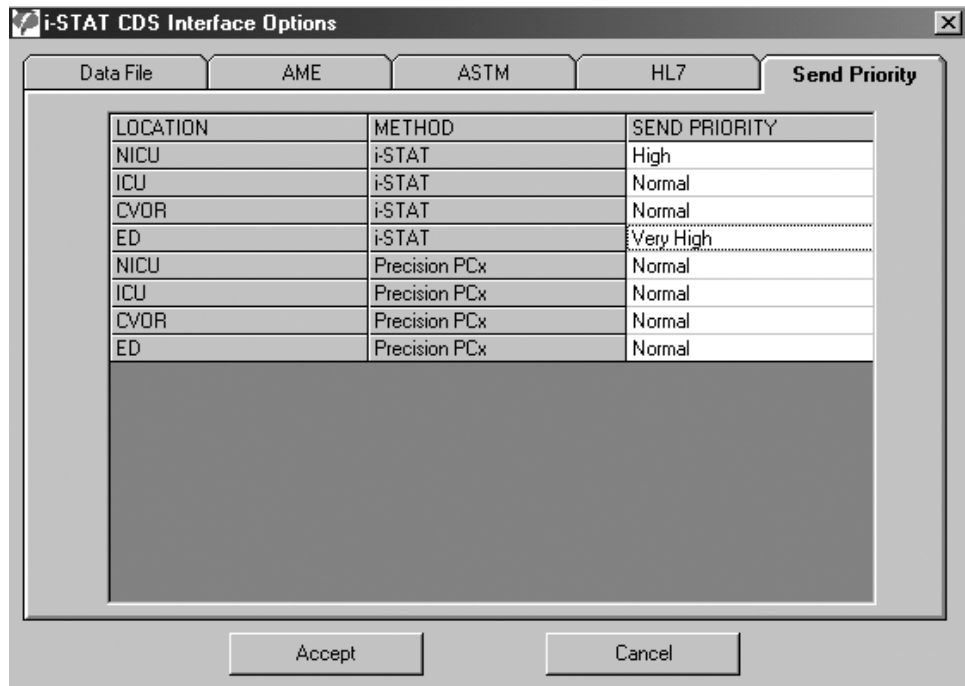 i-STAT CDS Interface Options
Data File AME ASTM HL7 Send Priority
LOCATION METHOD SEND PRIORITY
NICU i-STAT High
ICU i-STAT Normal
CVOR i-STAT Normal
ED i-STAT Very High
NICU Precision PCx Normal
ICU Precision PCx Normal
CVOR Precision PCx Normal
ED Precision PCx Normal
Accept Cancel